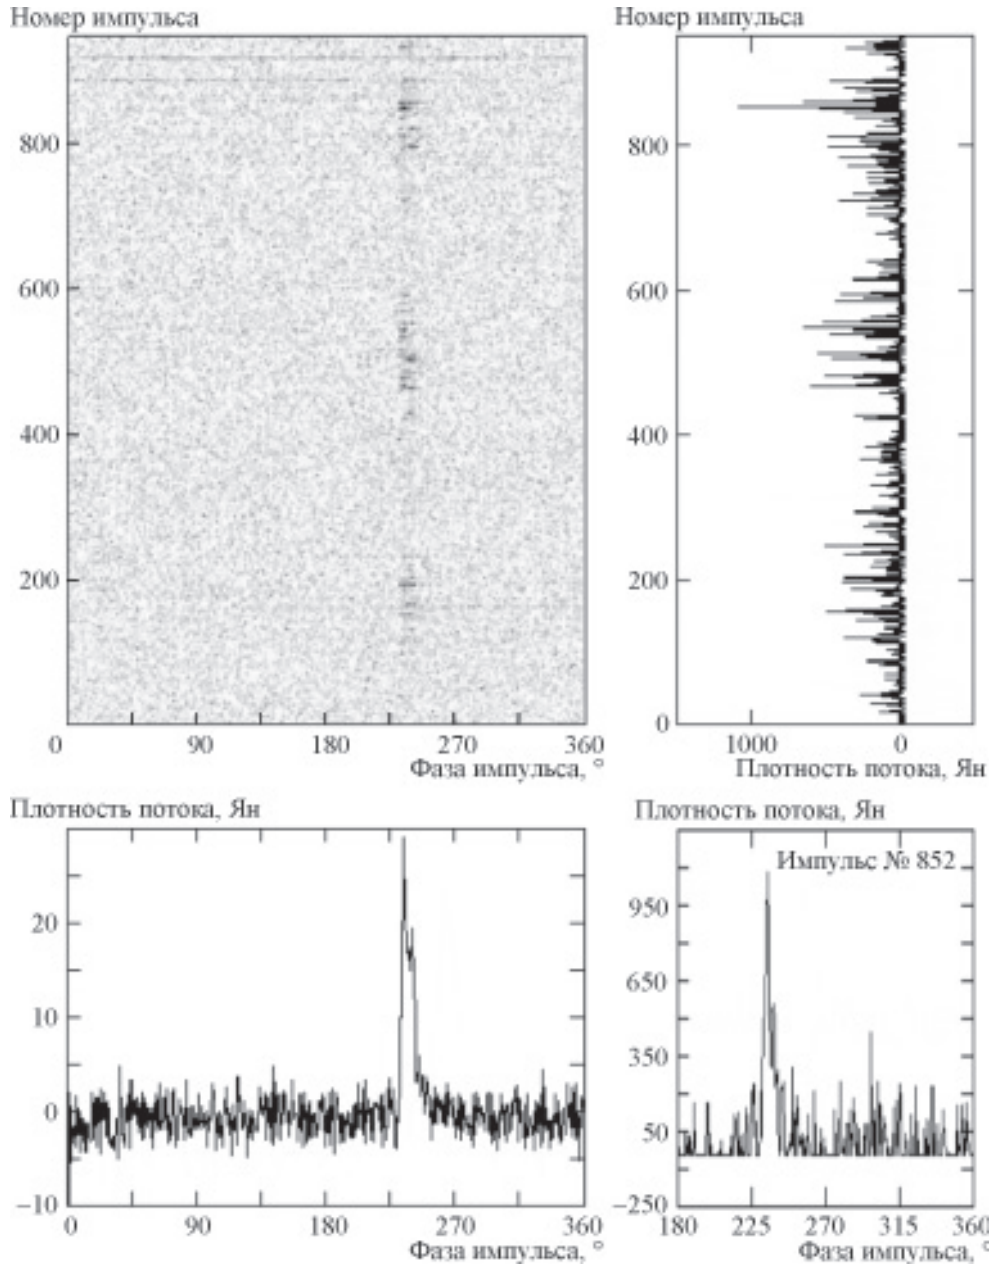 Номер импульса
800
600
400
200
0 90 180 270 360
Фаза импульса, °
Номер импульса
800
600
400
200
0
1000 0
Плотность потока, Ян
Плотность потока, Ян
20
10
0
–10
0 90 180 270 360
Фаза импульса, °
Плотность потока, Ян
Импульс № 852
950
650
350
50
–250
180 225 270 315 360
Фаза импульса, °